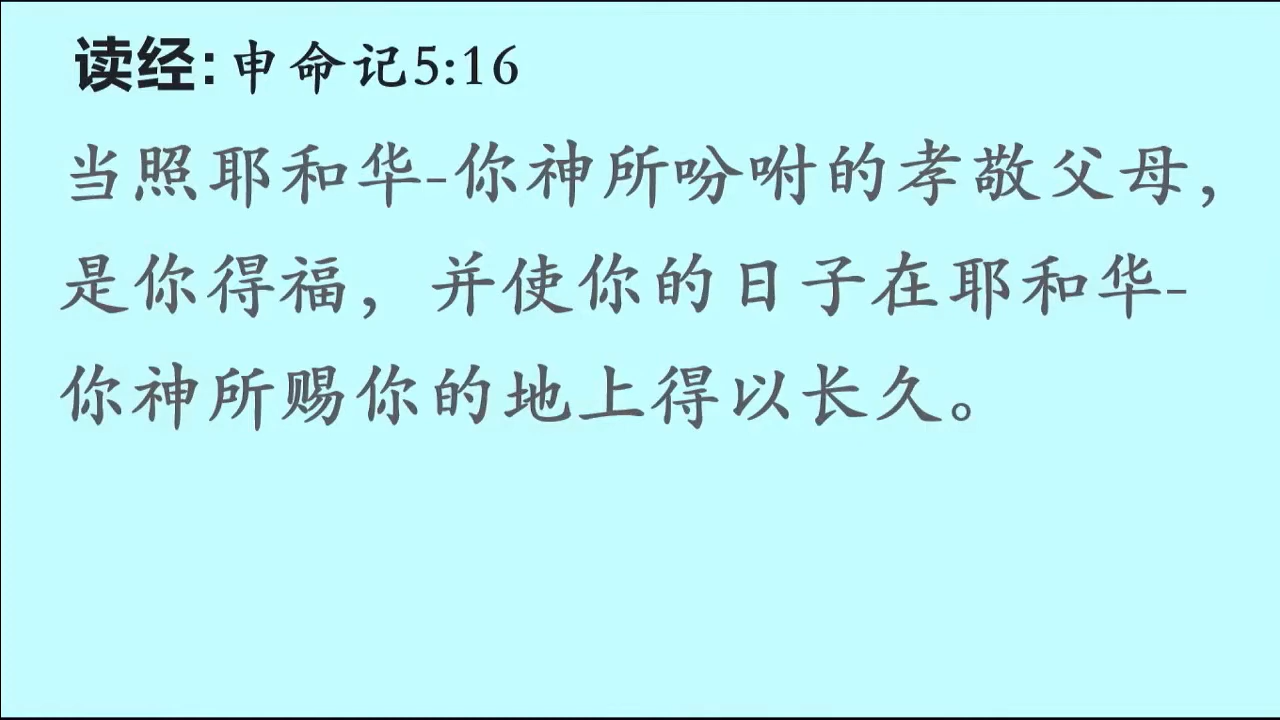 读经:申命记5:16
当照耶和华-你神所吩咐的孝敬父母，
是你得福，并使你的日子在耶和华-
你神所赐你的地上得以长久。